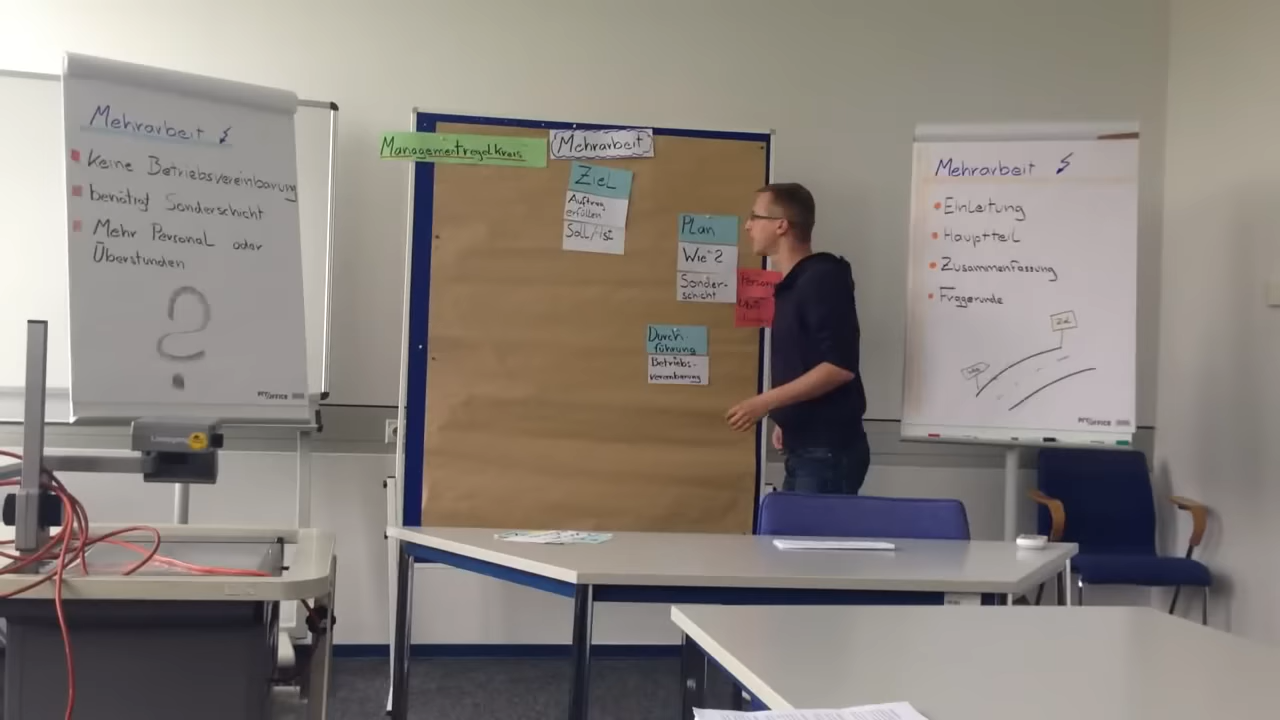 Mehrarbeit
Keine Betriebsvereinbarung
benötigt Sonderschicht
Mehr Personal oder
Überstunden
?
Managementregelkreis
Mehrarbeit
Ziel
Auftrag
erfüllen
Soll/Ist
Plan
Wie?
Sonder-
schicht
Durch-
führung
Betriebs-
vereinbarung
Mehrarbeit
Einleitung
Hauptteil
Zusammenfassung
Fragerunde
Ziel